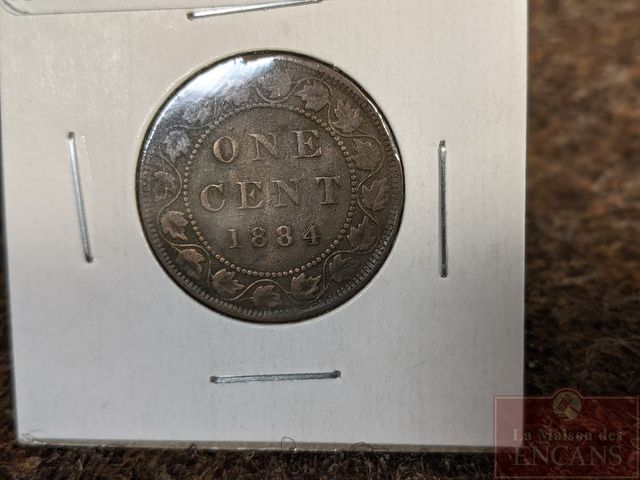 ONE
CENT
1884
La Maison des
ENCANS